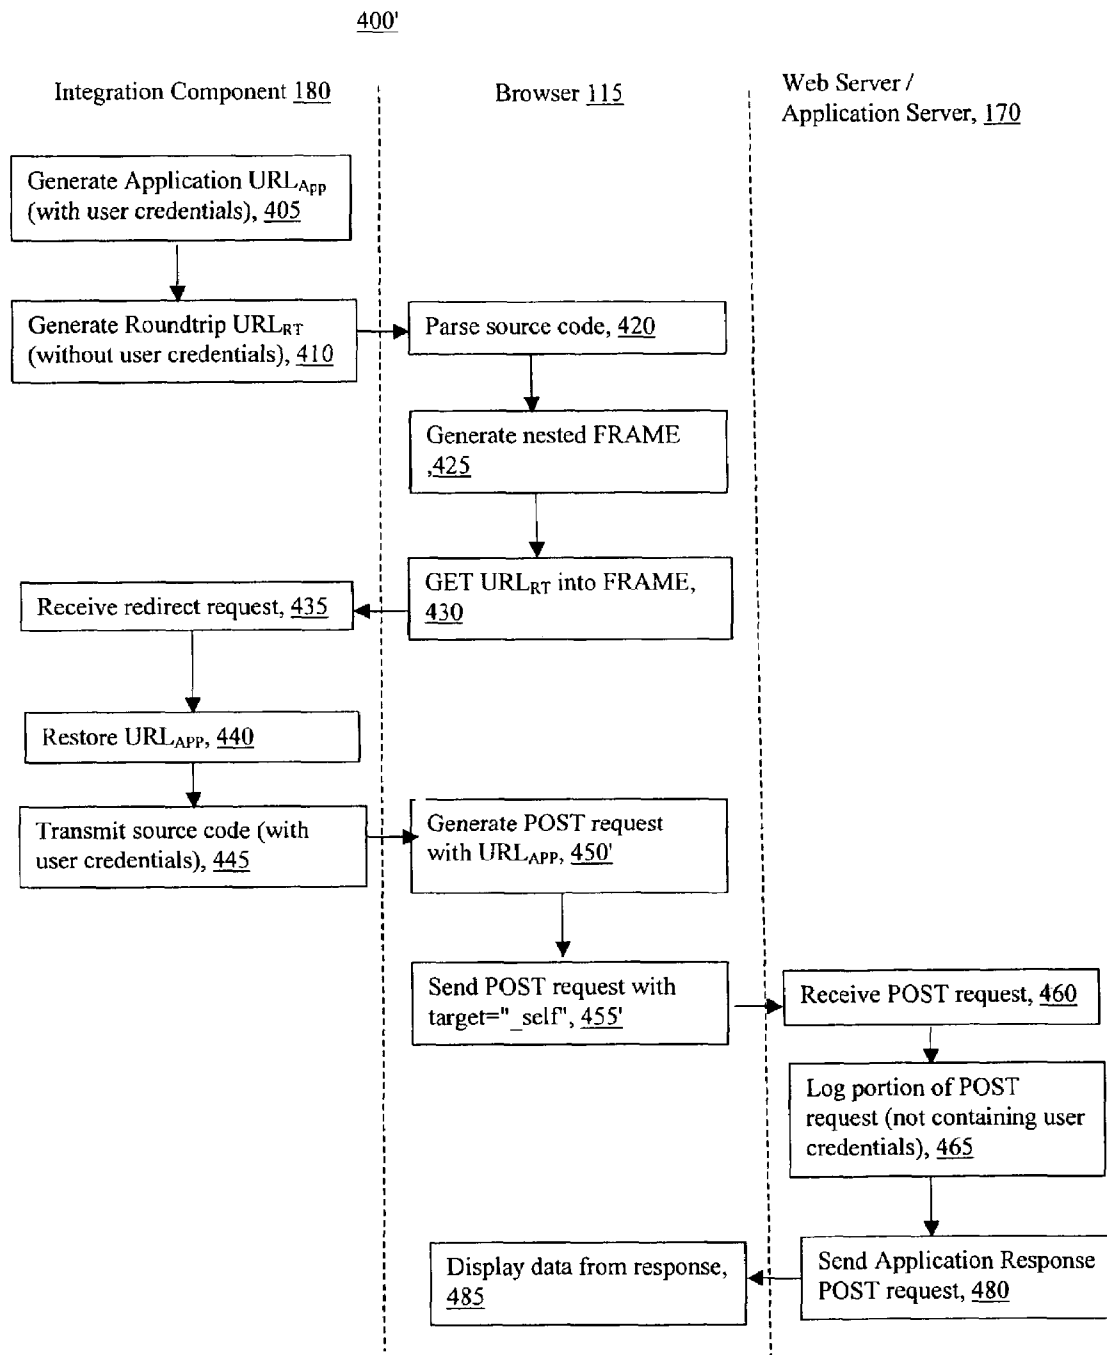 400'
Integration Component 180
Browser 115
Web Server /
Application Server, 170
Generate Application URLApp
(with user credentials), 405
Generate Roundtrip URLRT
(without user credentials), 410
Parse source code, 420
Generate nested FRAME
,425
GET URLRT into FRAME,
430
Receive redirect request, 435
Restore URLAPP, 440
Transmit source code (with
user credentials), 445
Generate POST request
with URLAPP, 450'
Send POST request with
target="_self", 455'
Receive POST request, 460
Log portion of POST
request (not containing user
credentials), 465
Send Application Response
POST request, 480
Display data from response,
485